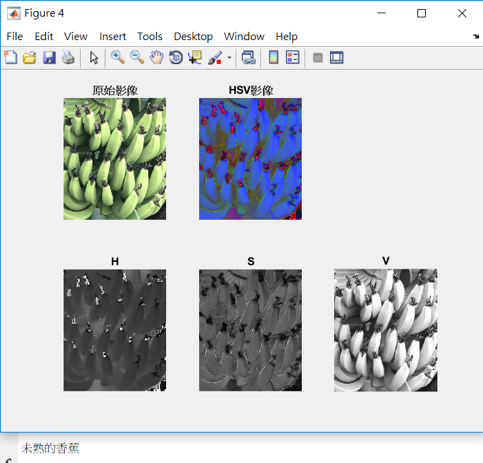 Figure 4
File Edit View Insert Tools Desktop Window Help
原始影像
HSV影像
H
S
V
未熟的香蕉